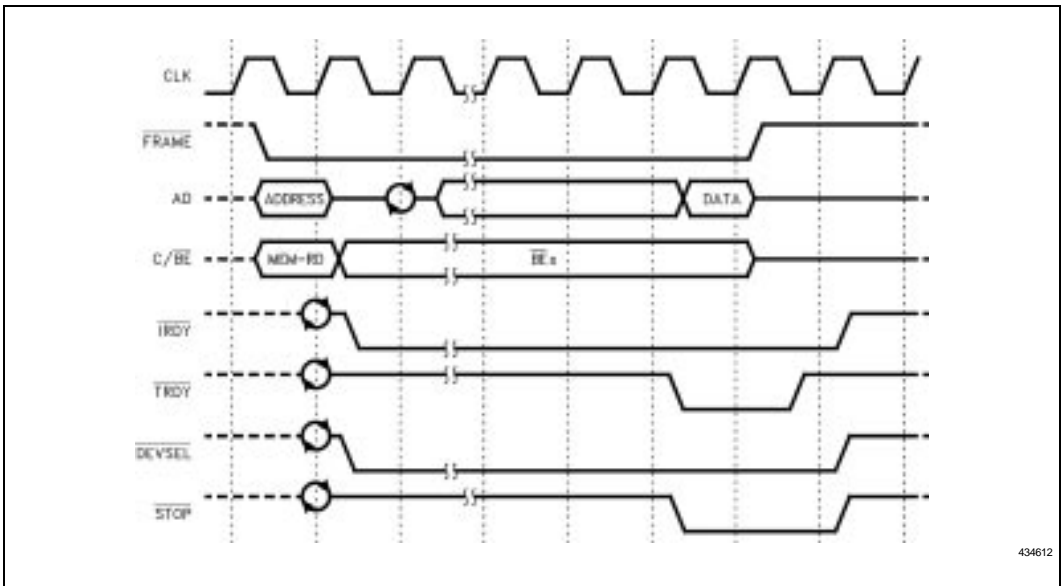 CLK
FRAME
AD
ADDRESS
DATA
C/BE
MEM-RD
BEs
IRDY
TRDY
DEVSEL
STOP
434612